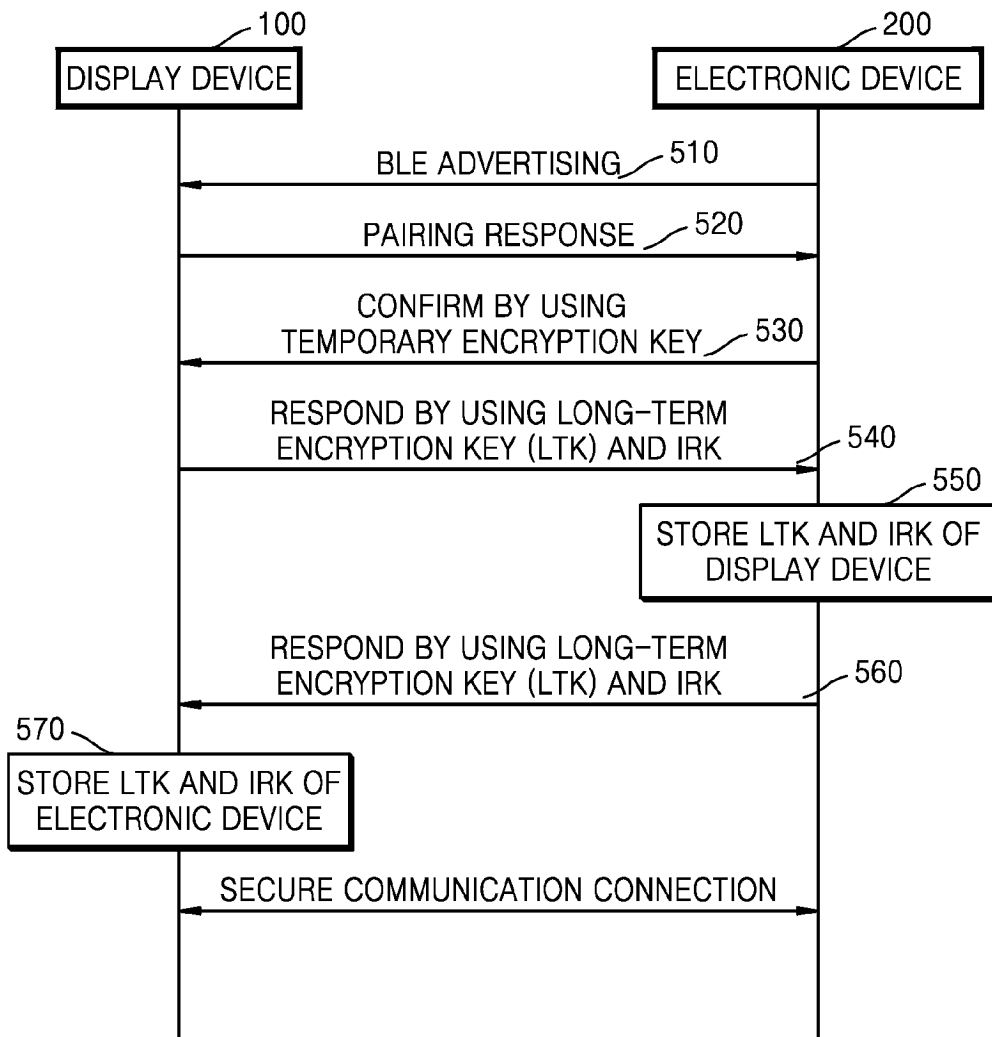 100
200
DISPLAY DEVICE
ELECTRONIC DEVICE
BLE ADVERTISING
510
PAIRING RESPONSE
520
CONFIRM BY USING
TEMPORARY ENCRYPTION KEY
530
RESPOND BY USING LONG-TERM
ENCRYPTION KEY (LTK) AND IRK
540
550
STORE LTK AND IRK OF
DISPLAY DEVICE
RESPOND BY USING LONG-TERM
ENCRYPTION KEY (LTK) AND IRK
560
570
STORE LTK AND IRK OF
ELECTRONIC DEVICE
SECURE COMMUNICATION CONNECTION